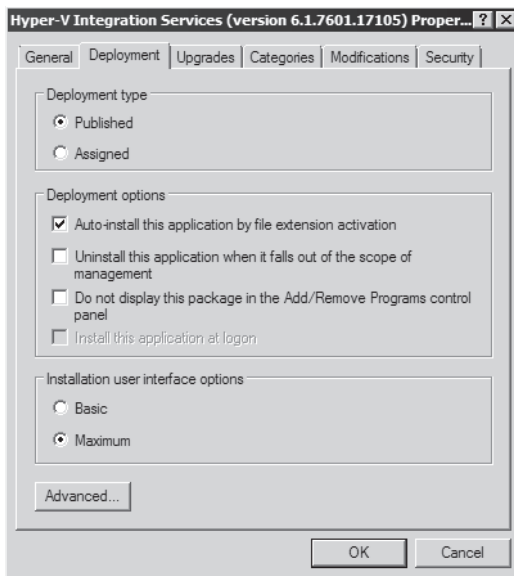 Hyper-V Integration Services (version 6.1.7601.17105) Proper...
General Deployment Upgrades Categories Modifications Security
Deployment type
Published
Assigned
Deployment options
Auto-install this application by file extension activation
Uninstall this application when it falls out of the scope of
management
Do not display this package in the Add/Remove Programs control
panel
Install this application at logon
Installation user interface options
Basic
Maximum
Advanced...
OK Cancel